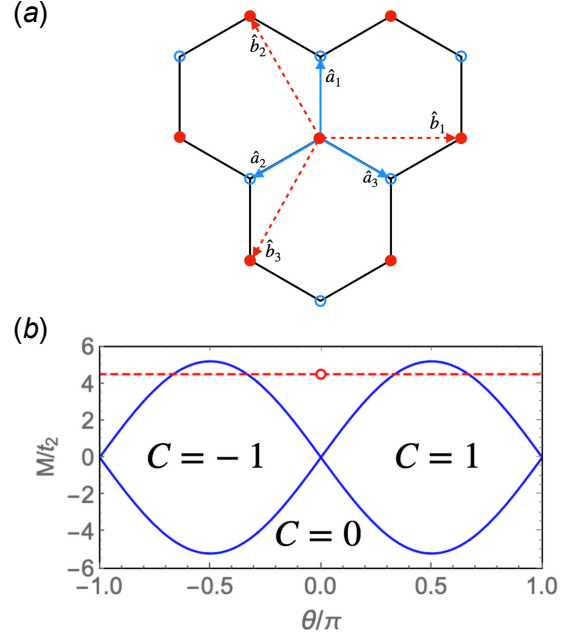 (a)
b̂₂
â₁
b̂₁
â₂
â₃
b̂₃
(b)
6
4
2
0
−2
−4
−6
M/t₂
C = − 1
C = 1
C = 0
−1.0 −0.5 0.0 0.5 1.0
θ/π